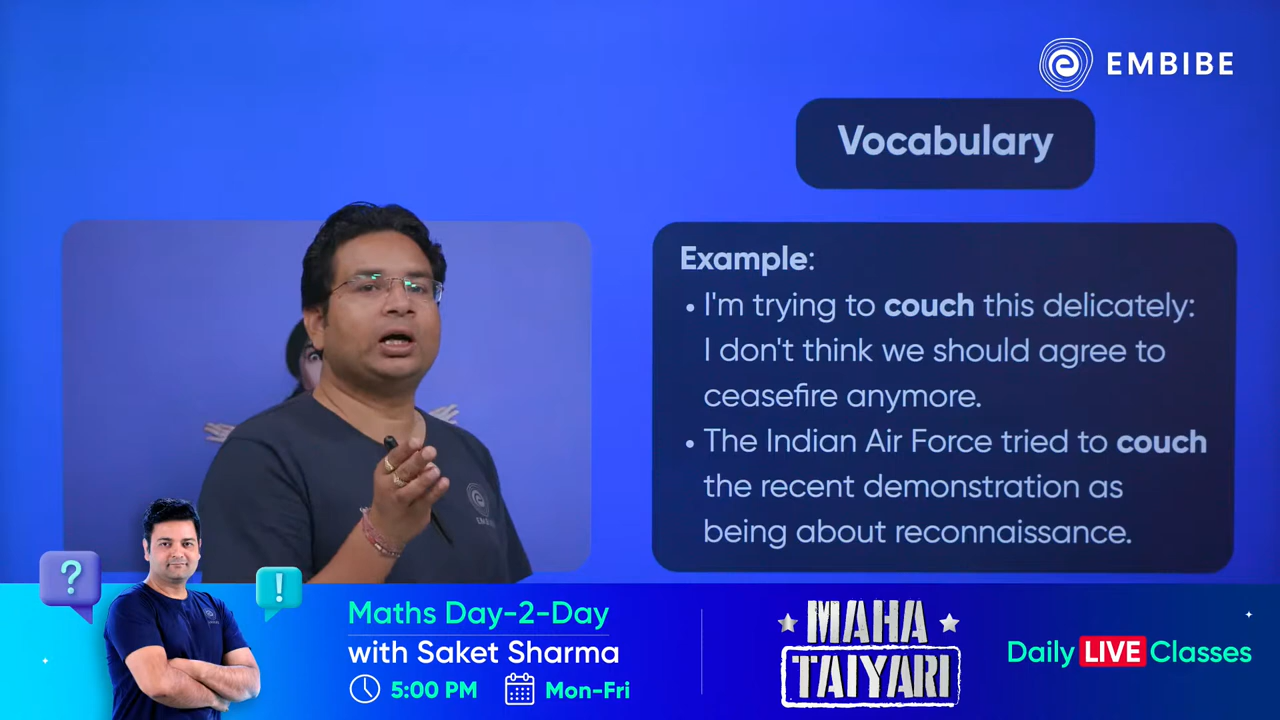 EMBIBE
Vocabulary
Example:
• I'm trying to couch this delicately:
I don't think we should agree to
ceasefire anymore.
• The Indian Air Force tried to couch
the recent demonstration as
being about reconnaissance.
?
!
Maths Day-2-Day
with Saket Sharma
5:00 PM Mon-Fri
MAHA
TAIYARI
Daily LIVE Classes